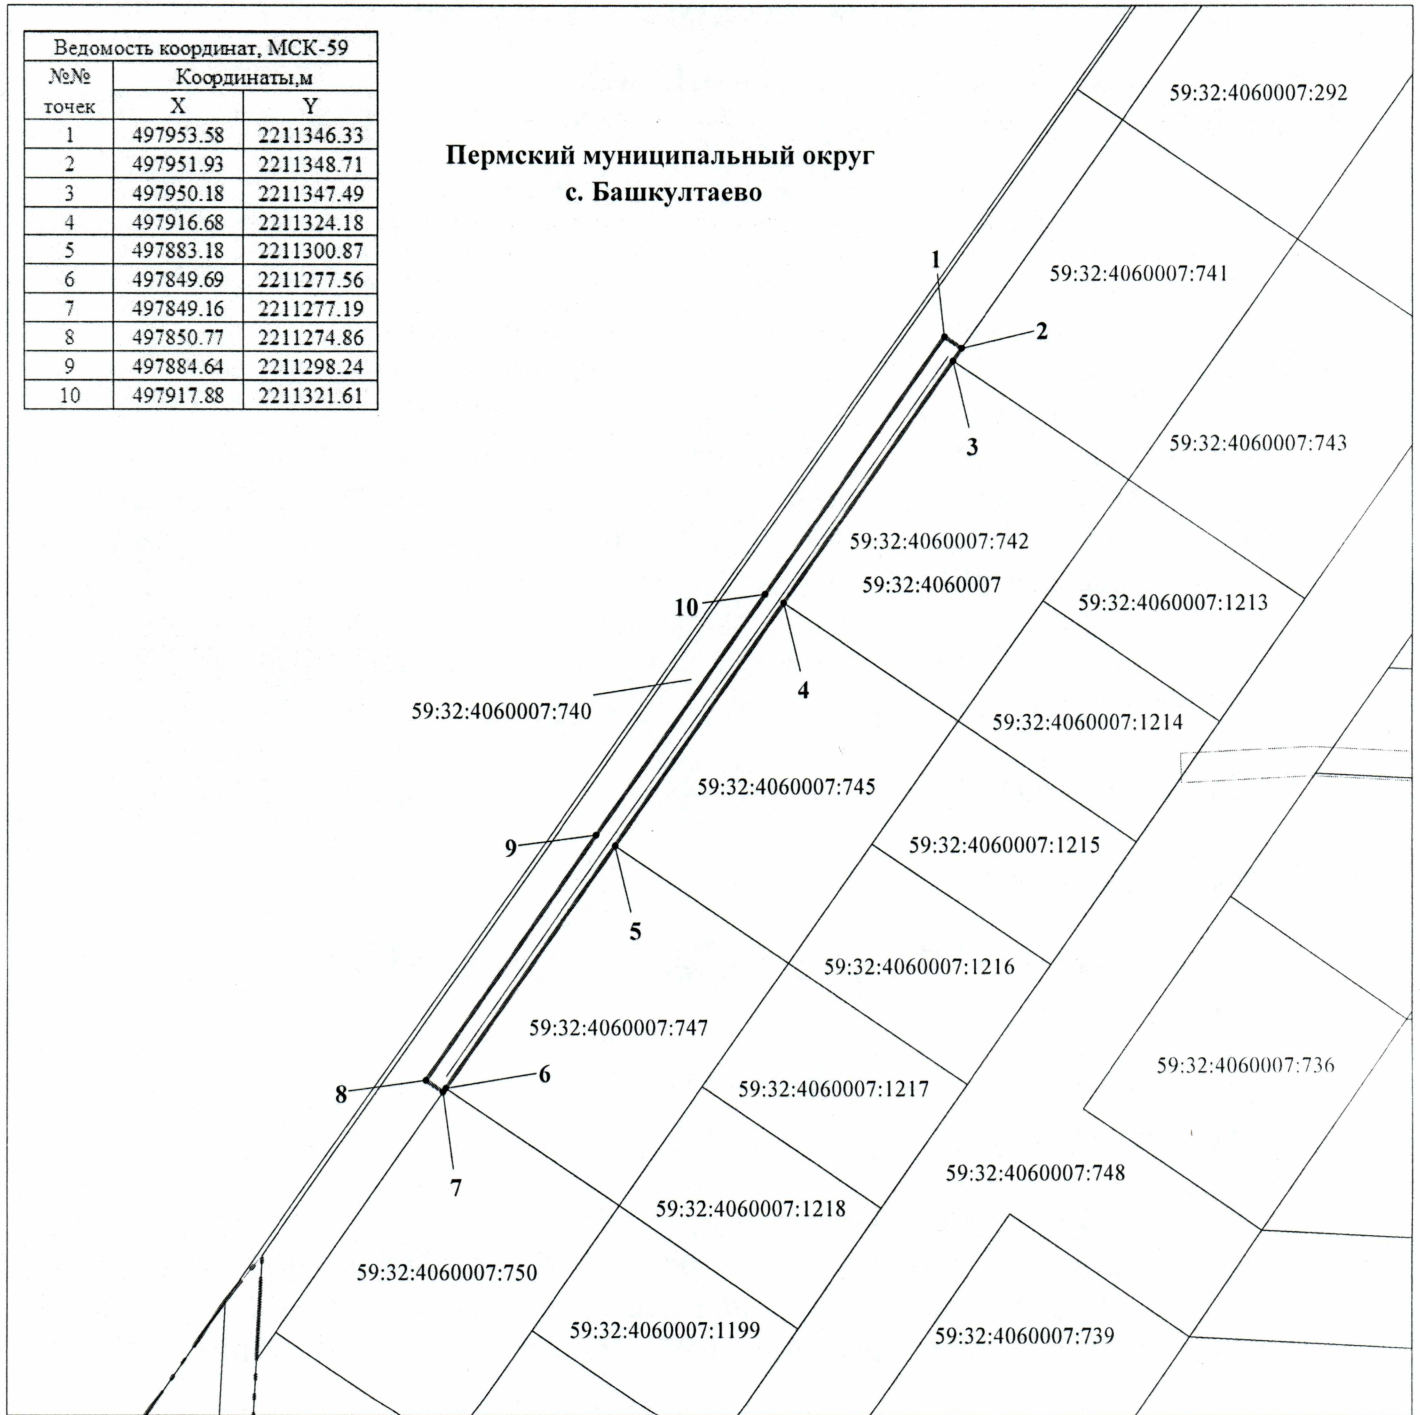 Ведомость координат, МСК-59
№№ точек Координаты,м
X Y
1 497953.58 2211346.33
2 497951.93 2211348.71
3 497950.18 2211347.49
4 497916.68 2211324.18
5 497883.18 2211300.87
6 497849.69 2211277.56
7 497849.16 2211277.19
8 497850.77 2211274.86
9 497884.64 2211298.24
10 497917.88 2211321.61
Пермский муниципальный округ
с. Башкултаево
59:32:4060007:292
1
59:32:4060007:741
2
3
59:32:4060007:743
59:32:4060007:742
59:32:4060007
10
59:32:4060007:1213
4
59:32:4060007:740
59:32:4060007:1214
59:32:4060007:745
9
59:32:4060007:1215
5
59:32:4060007:1216
59:32:4060007:747
59:32:4060007:736
6
8
59:32:4060007:1217
7
59:32:4060007:748
59:32:4060007:1218
59:32:4060007:750
59:32:4060007:1199
59:32:4060007:739